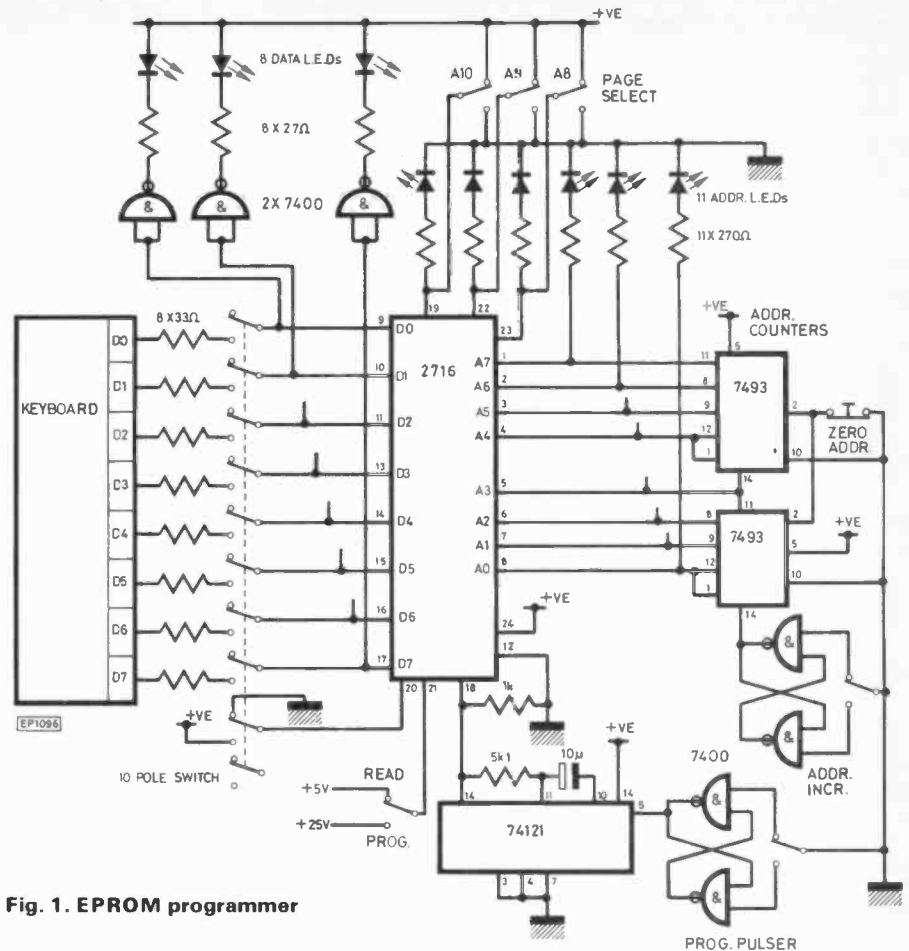 +VE
8 DATA L.E.Ds
A10 A9 A8
PAGE
SELECT
8 X 27Ω
2 X 7400
11 ADDR. L.E.Ds
11 X 270Ω
19 22
23
+VE
ADDR.
COUNTERS
KEYBOARD
8 X 33Ω
D0
D1
D2
D3
D4
D5
D6
D7
9 D0
10 D1
11 D2
13 D3
14 D4
15 D5
16 D6
17 D7
2716
A7 1
A6 2
A5 3
A4 4
A3 5
A2 6
A1 7
A0 8
24
12
20 21 18
5
11
8
9
12
1
7493
2
10
14
ZERO
ADDR.
11
8
9
12
1
7493
2
5
10
14
+VE
+VE
&
&
&
&
&
ADDR.
INCR.
EP1096
+VE
10 POLE SWITCH
READ
+5V
+25V
PROG.
1k
5k1
10µ
+VE
14 11 10 14
74121
5
3 4 7
7400
&
&
PROG. PULSER
Fig. 1. EPROM programmer